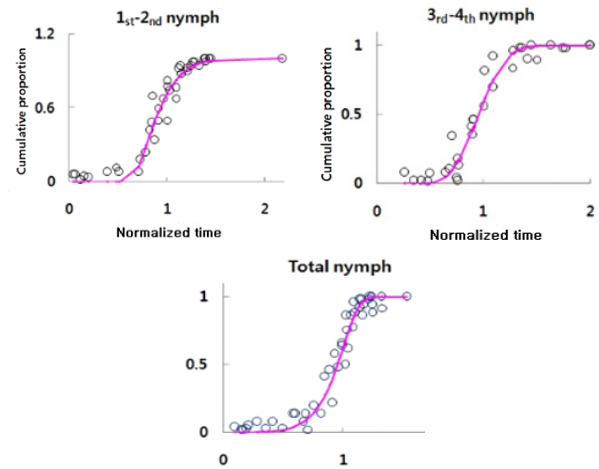 1st-2nd nymph
Cumulative proportion
1.2
0.6
0
0
1
2
Normalized time
3rd-4th nymph
Cumulative proportion
1
0.5
0
0
1
2
Normalized time
Total nymph
1
0.5
0
0
1